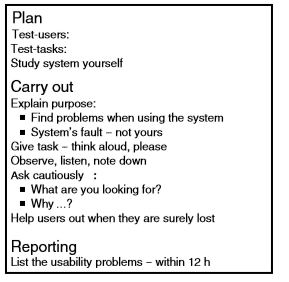 Plan
Test-users:
Test-tasks:
Study system yourself
Carry out
Explain purpose:
▪ Find problems when using the system
▪ System's fault – not yours
Give task – think aloud, please
Observe, listen, note down
Ask cautiously :
▪ What are you looking for?
▪ Why ...?
Help users out when they are surely lost
Reporting
List the usability problems – within 12 h